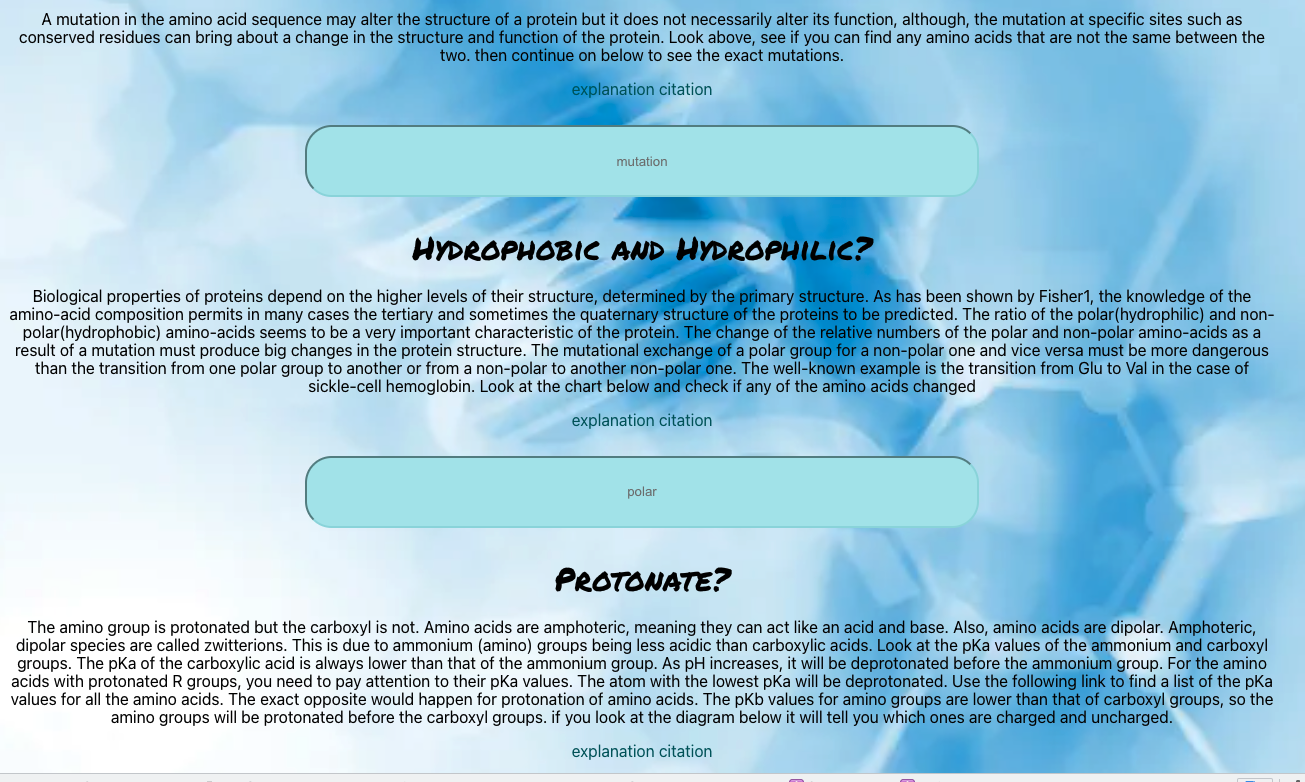 A mutation in the amino acid sequence may alter the structure of a protein but it does not necessarily alter its function, although, the mutation at specific sites such as
conserved residues can bring about a change in the structure and function of the protein. Look above, see if you can find any amino acids that are not the same between the
two. then continue on below to see the exact mutations.
explanation citation
mutation
Hydrophobic and Hydrophilic?
Biological properties of proteins depend on the higher levels of their structure, determined by the primary structure. As has been shown by Fisher1, the knowledge of the
amino-acid composition permits in many cases the tertiary and sometimes the quaternary structure of the proteins to be predicted. The ratio of the polar(hydrophilic) and non-
polar(hydrophobic) amino-acids seems to be a very important characteristic of the protein. The change of the relative numbers of the polar and non-polar amino-acids as a
result of a mutation must produce big changes in the protein structure. The mutational exchange of a polar group for a non-polar one and vice versa must be more dangerous
than the transition from one polar group to another or from a non-polar to another non-polar one. The well-known example is the transition from Glu to Val in the case of
sickle-cell hemoglobin. Look at the chart below and check if any of the amino acids changed
explanation citation
polar
Protonate?
The amino group is protonated but the carboxyl is not. Amino acids are amphoteric, meaning they can act like an acid and base. Also, amino acids are dipolar. Amphoteric,
dipolar species are called zwitterions. This is due to ammonium (amino) groups being less acidic than carboxylic acids. Look at the pKa values of the ammonium and carboxyl
groups. The pKa of the carboxylic acid is always lower than that of the ammonium group. As pH increases, it will be deprotonated before the ammonium group. For the amino
acids with protonated R groups, you need to pay attention to their pKa values. The atom with the lowest pKa will be deprotonated. Use the following link to find a list of the pKa
values for all the amino acids. The exact opposite would happen for protonation of amino acids. The pKb values for amino groups are lower than that of carboxyl groups, so the
amino groups will be protonated before the carboxyl groups. if you look at the diagram below it will tell you which ones are charged and uncharged.
explanation citation